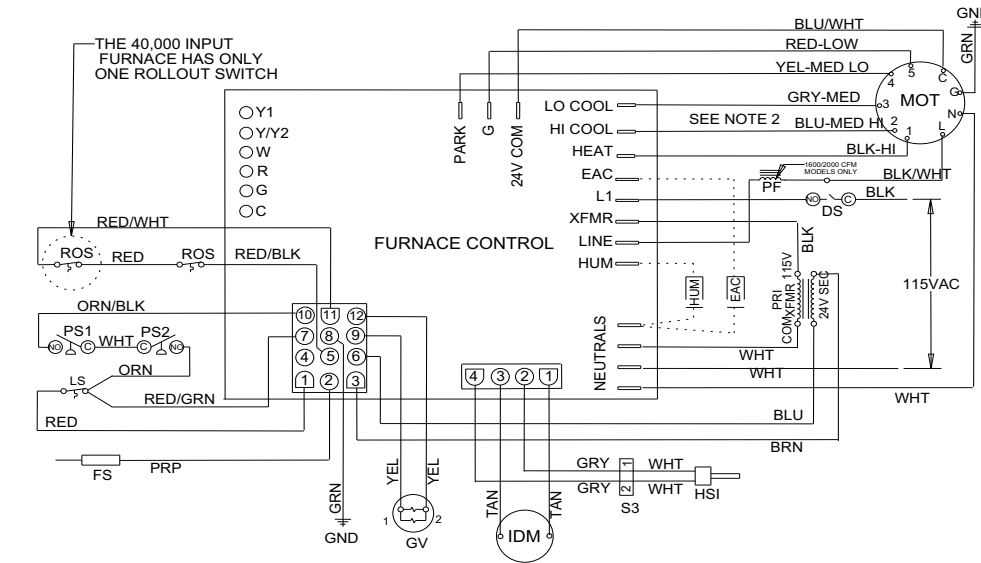 THE 40,000 INPUT
FURNACE HAS ONLY
ONE ROLLOUT SWITCH
BLU/WHT
RED-LOW
YEL-MED LO
GRY-MED
SEE NOTE 2
BLU-MED HI
BLK-HI
GRN
4
5
C
3
MOT
G
2
1
L
N
1600/2000 CFM
MODELS ONLY
PF
BLK/WHT
NO
C
DS
BLK
PARK
G
24V COM
LO COOL
HI COOL
HEAT
EAC
L1
XFMR
LINE
HUM
NEUTRALS
Y1
Y/Y2
W
R
G
C
FURNACE CONTROL
HUM
EAC
BLK
115V
PRI
XFMR
COM
24V SEC
115VAC
WHT
WHT
WHT
BLU
BRN
RED/WHT
ROS
RED
ROS
RED/BLK
ORN/BLK
PS1
WHT
PS2
NO
C
C
NO
ORN
LS
RED/GRN
RED
FS
PRP
10
11
12
7
8
9
4
5
6
1
2
3
4
3
2
1
GRN
GND
YEL
YEL
1
2
GV
TAN
TAN
IDM
GRY
GRY
1
2
S3
WHT
WHT
HSI